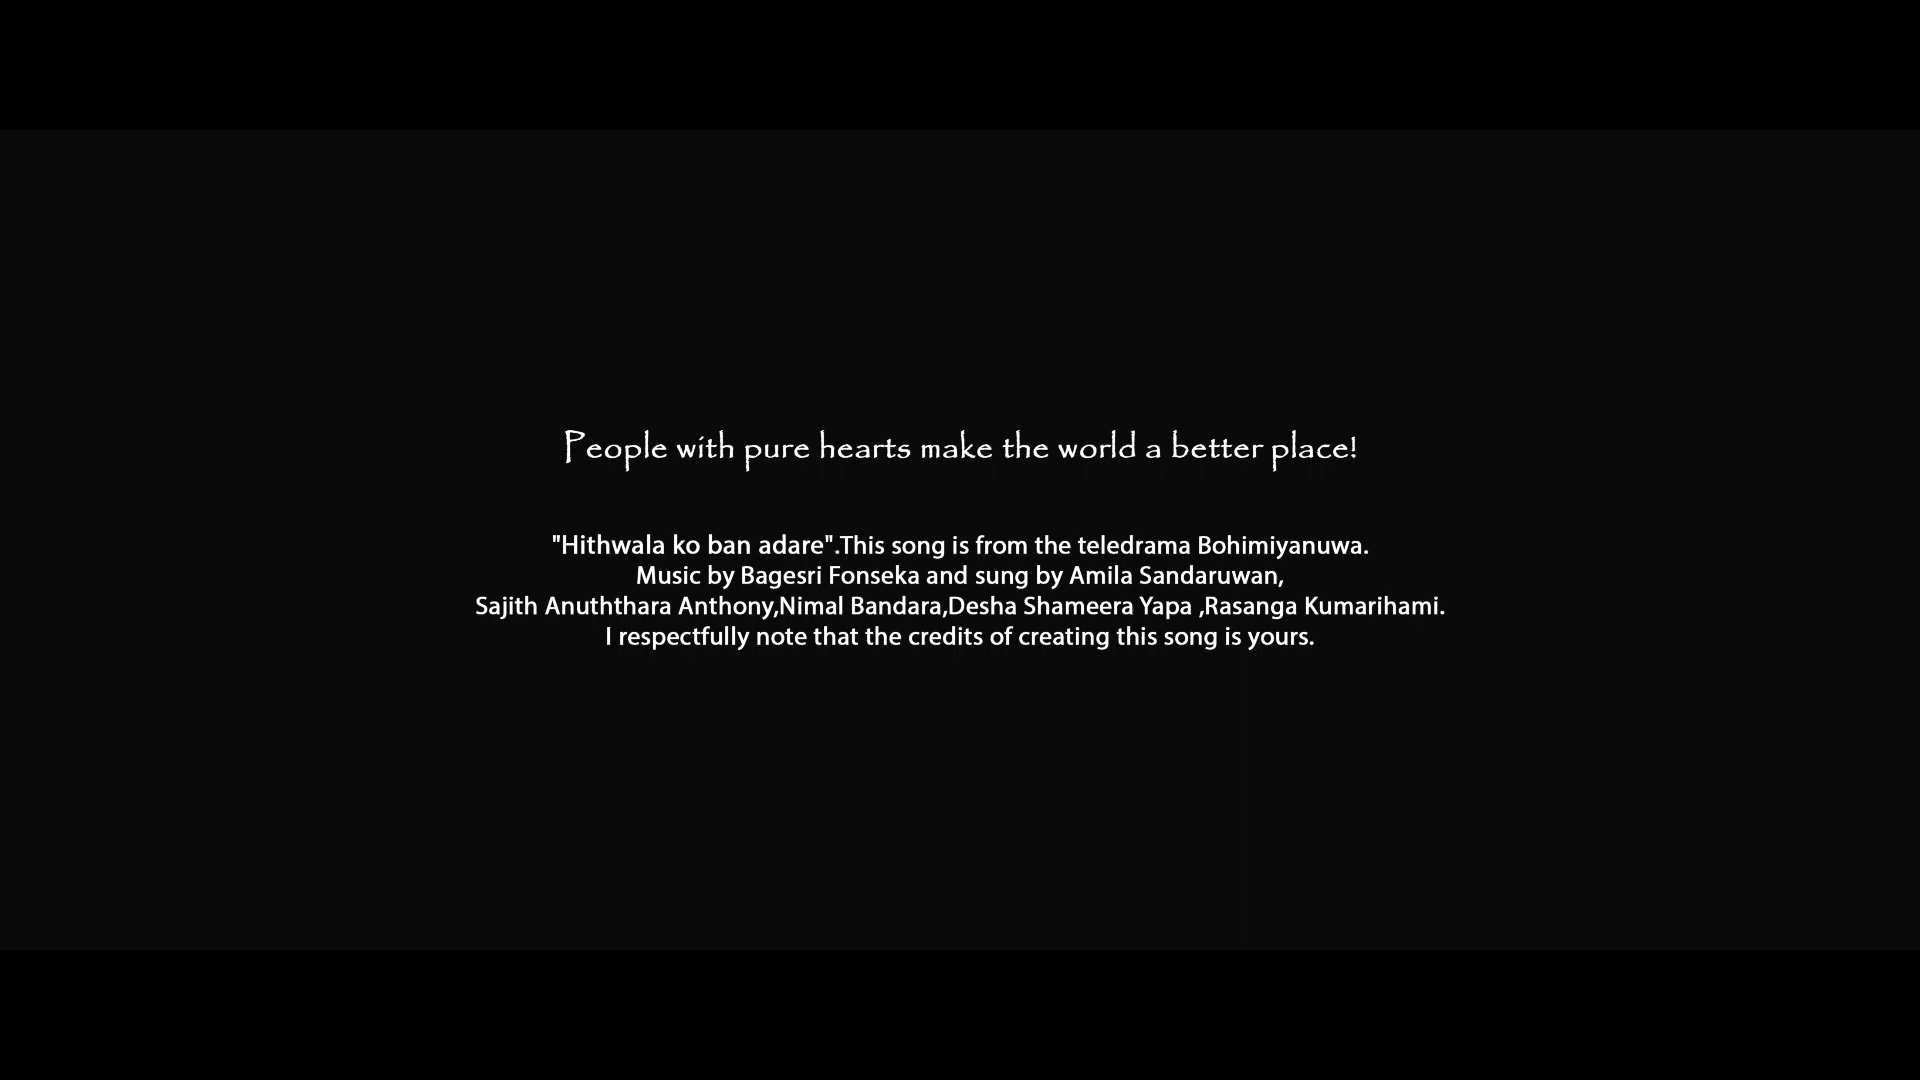 People with pure hearts make the world a better place!
"Hithwala ko ban adare".This song is from the teledrama Bohimiyanuwa.
Music by Bagesri Fonseka and sung by Amila Sandaruwan,
Sajith Anuththara Anthony,Nimal Bandara,Desha Shameera Yapa ,Rasanga Kumarihami.
I respectfully note that the credits of creating this song is yours.